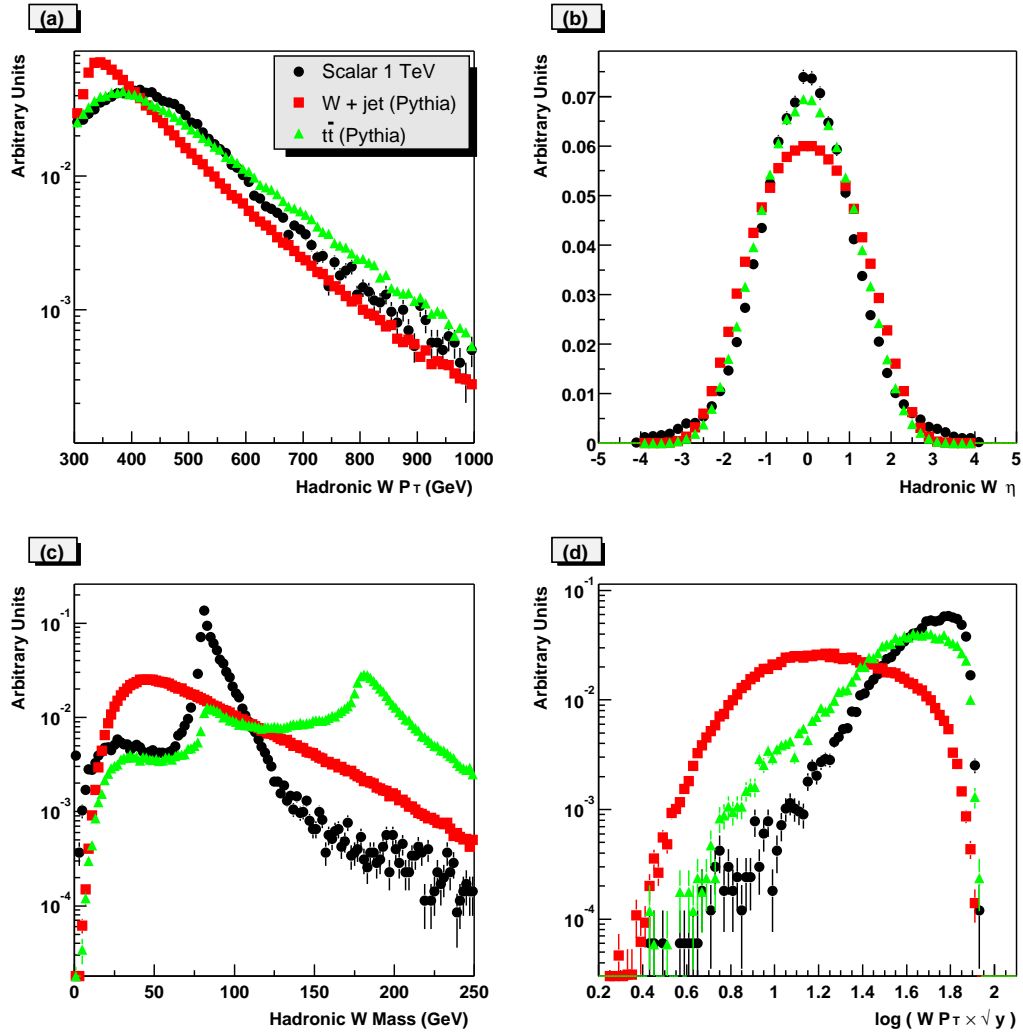 (a)
Arbitrary Units
10⁻²
10⁻³
300 400 500 600 700 800 900 1000
Hadronic W P_T (GeV)
Scalar 1 TeV
W + jet (Pythia)
tt̄ (Pythia)
(b)
Arbitrary Units
0.07
0.06
0.05
0.04
0.03
0.02
0.01
0
-5 -4 -3 -2 -1 0 1 2 3 4 5
Hadronic W η
(c)
Arbitrary Units
10⁻¹
10⁻²
10⁻³
10⁻⁴
0 50 100 150 200 250
Hadronic W Mass (GeV)
(d)
Arbitrary Units
10⁻¹
10⁻²
10⁻³
10⁻⁴
0.2 0.4 0.6 0.8 1 1.2 1.4 1.6 1.8 2
log ( W P_T × √ y )